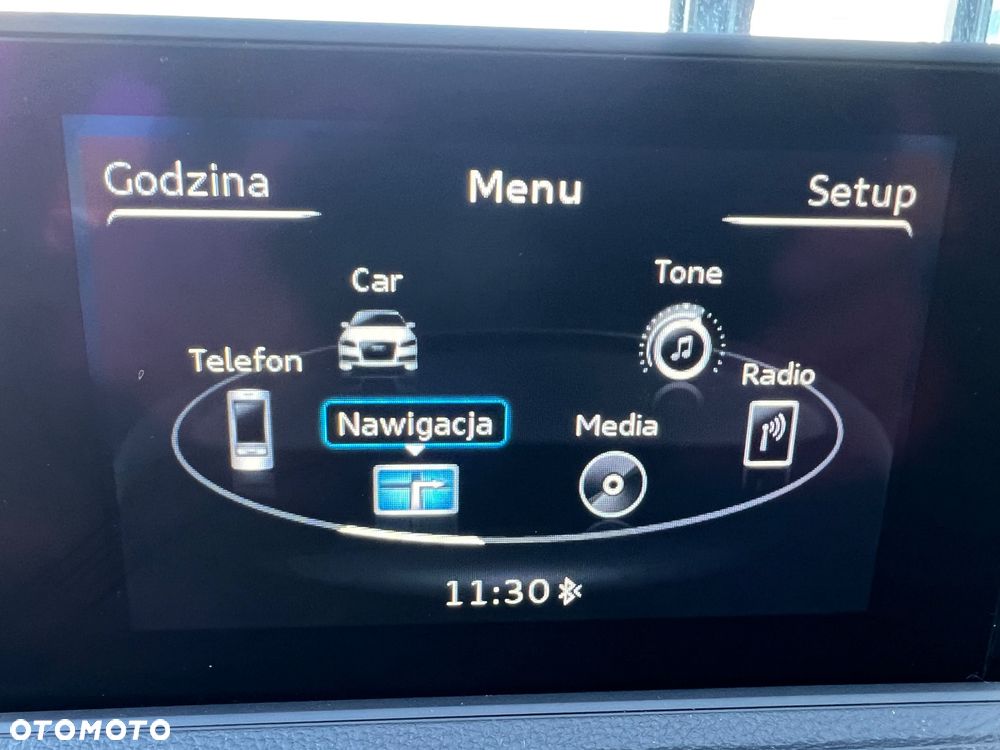 Godzina Menu Setup
Car Tone
Telefon Radio
Nawigacja Media
11:30
OTOMOTO